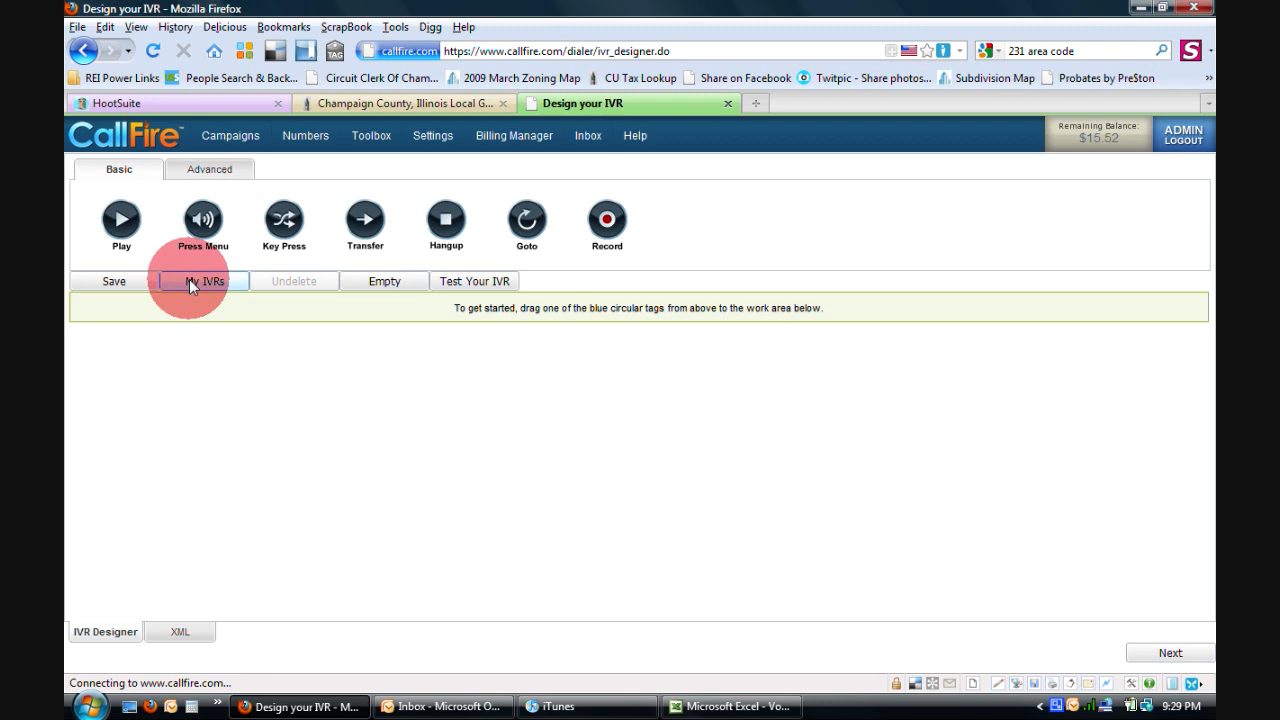 Design your IVR - Mozilla Firefox
File Edit View History Delicious Bookmarks ScrapBook Tools Digg Help
TAG callfire.com https://www.callfire.com/dialer/ivr_designer.do 231 area code S
REI Power Links People Search & Back... Circuit Clerk Of Cham... 2009 March Zoning Map CU Tax Lookup Share on Facebook Twitpic - Share photos... Subdivision Map Probates by Pre$ton »
HootSuite Champaign County, Illinois Local G... Design your IVR
CallFire™ Campaigns Numbers Toolbox Settings Billing Manager Inbox Help Remaining Balance: $15.52 ADMIN LOGOUT
Basic Advanced
Play Press Menu Key Press Transfer Hangup Goto Record
Save My IVRs Undelete Empty Test Your IVR
To get started, drag one of the blue circular tags from above to the work area below.
IVR Designer XML
Next
Connecting to www.callfire.com...
» Design your IVR - M... Inbox - Microsoft O... iTunes Microsoft Excel - Vo... 9:29 PM